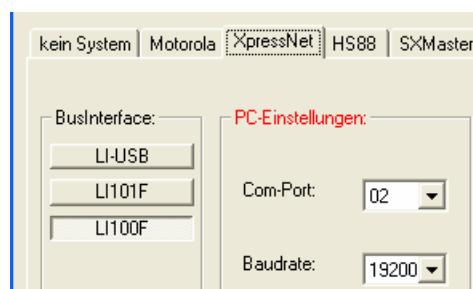 kein System Motorola XpressNet HS88 SXMaster
BusInterface: PC-Einstellungen:
LI-USB
LI101F Com-Port: 02
LI100F
Baudrate: 19200